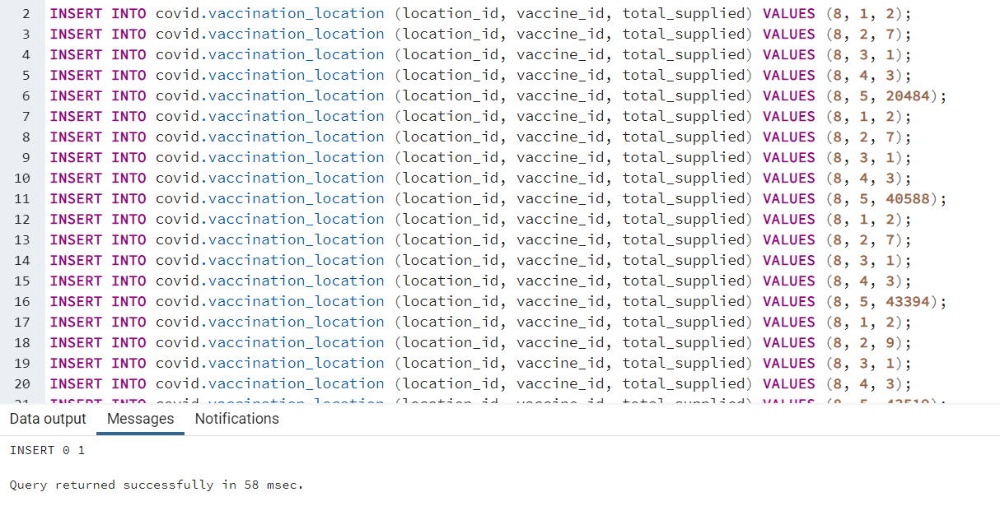 2 INSERT INTO covid.vaccination_location (location_id, vaccine_id, total_supplied) VALUES (8, 1, 2);
3 INSERT INTO covid.vaccination_location (location_id, vaccine_id, total_supplied) VALUES (8, 2, 7);
4 INSERT INTO covid.vaccination_location (location_id, vaccine_id, total_supplied) VALUES (8, 3, 1);
5 INSERT INTO covid.vaccination_location (location_id, vaccine_id, total_supplied) VALUES (8, 4, 3);
6 INSERT INTO covid.vaccination_location (location_id, vaccine_id, total_supplied) VALUES (8, 5, 20484);
7 INSERT INTO covid.vaccination_location (location_id, vaccine_id, total_supplied) VALUES (8, 1, 2);
8 INSERT INTO covid.vaccination_location (location_id, vaccine_id, total_supplied) VALUES (8, 2, 7);
9 INSERT INTO covid.vaccination_location (location_id, vaccine_id, total_supplied) VALUES (8, 3, 1);
10 INSERT INTO covid.vaccination_location (location_id, vaccine_id, total_supplied) VALUES (8, 4, 3);
11 INSERT INTO covid.vaccination_location (location_id, vaccine_id, total_supplied) VALUES (8, 5, 40588);
12 INSERT INTO covid.vaccination_location (location_id, vaccine_id, total_supplied) VALUES (8, 1, 2);
13 INSERT INTO covid.vaccination_location (location_id, vaccine_id, total_supplied) VALUES (8, 2, 7);
14 INSERT INTO covid.vaccination_location (location_id, vaccine_id, total_supplied) VALUES (8, 3, 1);
15 INSERT INTO covid.vaccination_location (location_id, vaccine_id, total_supplied) VALUES (8, 4, 3);
16 INSERT INTO covid.vaccination_location (location_id, vaccine_id, total_supplied) VALUES (8, 5, 43394);
17 INSERT INTO covid.vaccination_location (location_id, vaccine_id, total_supplied) VALUES (8, 1, 2);
18 INSERT INTO covid.vaccination_location (location_id, vaccine_id, total_supplied) VALUES (8, 2, 9);
19 INSERT INTO covid.vaccination_location (location_id, vaccine_id, total_supplied) VALUES (8, 3, 1);
20 INSERT INTO covid.vaccination_location (location_id, vaccine_id, total_supplied) VALUES (8, 4, 3);
Data output Messages Notifications
INSERT 0 1
Query returned successfully in 58 msec.